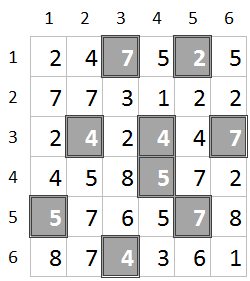 1 2 3 4 5 6
1 2 4 7 5 2 5
2 7 7 3 1 2 2
3 2 4 2 4 4 7
4 4 5 8 5 7 2
5 5 7 6 5 7 8
6 8 7 4 3 6 1